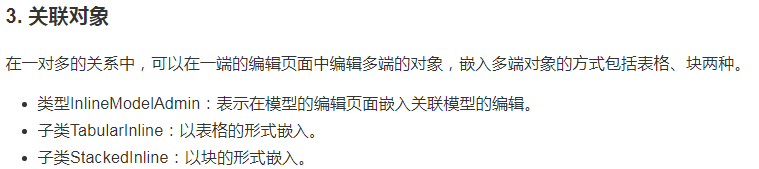 3. 关联对象
在一对多的关系中，可以在一端的编辑页面中编辑多端的对象，嵌入多端对象的方式包括表格、块两种。
• 类型InlineModelAdmin：表示在模型的编辑页面嵌入关联模型的编辑。
• 子类TabularInline：以表格的形式嵌入。
• 子类StackedInline：以块的形式嵌入。